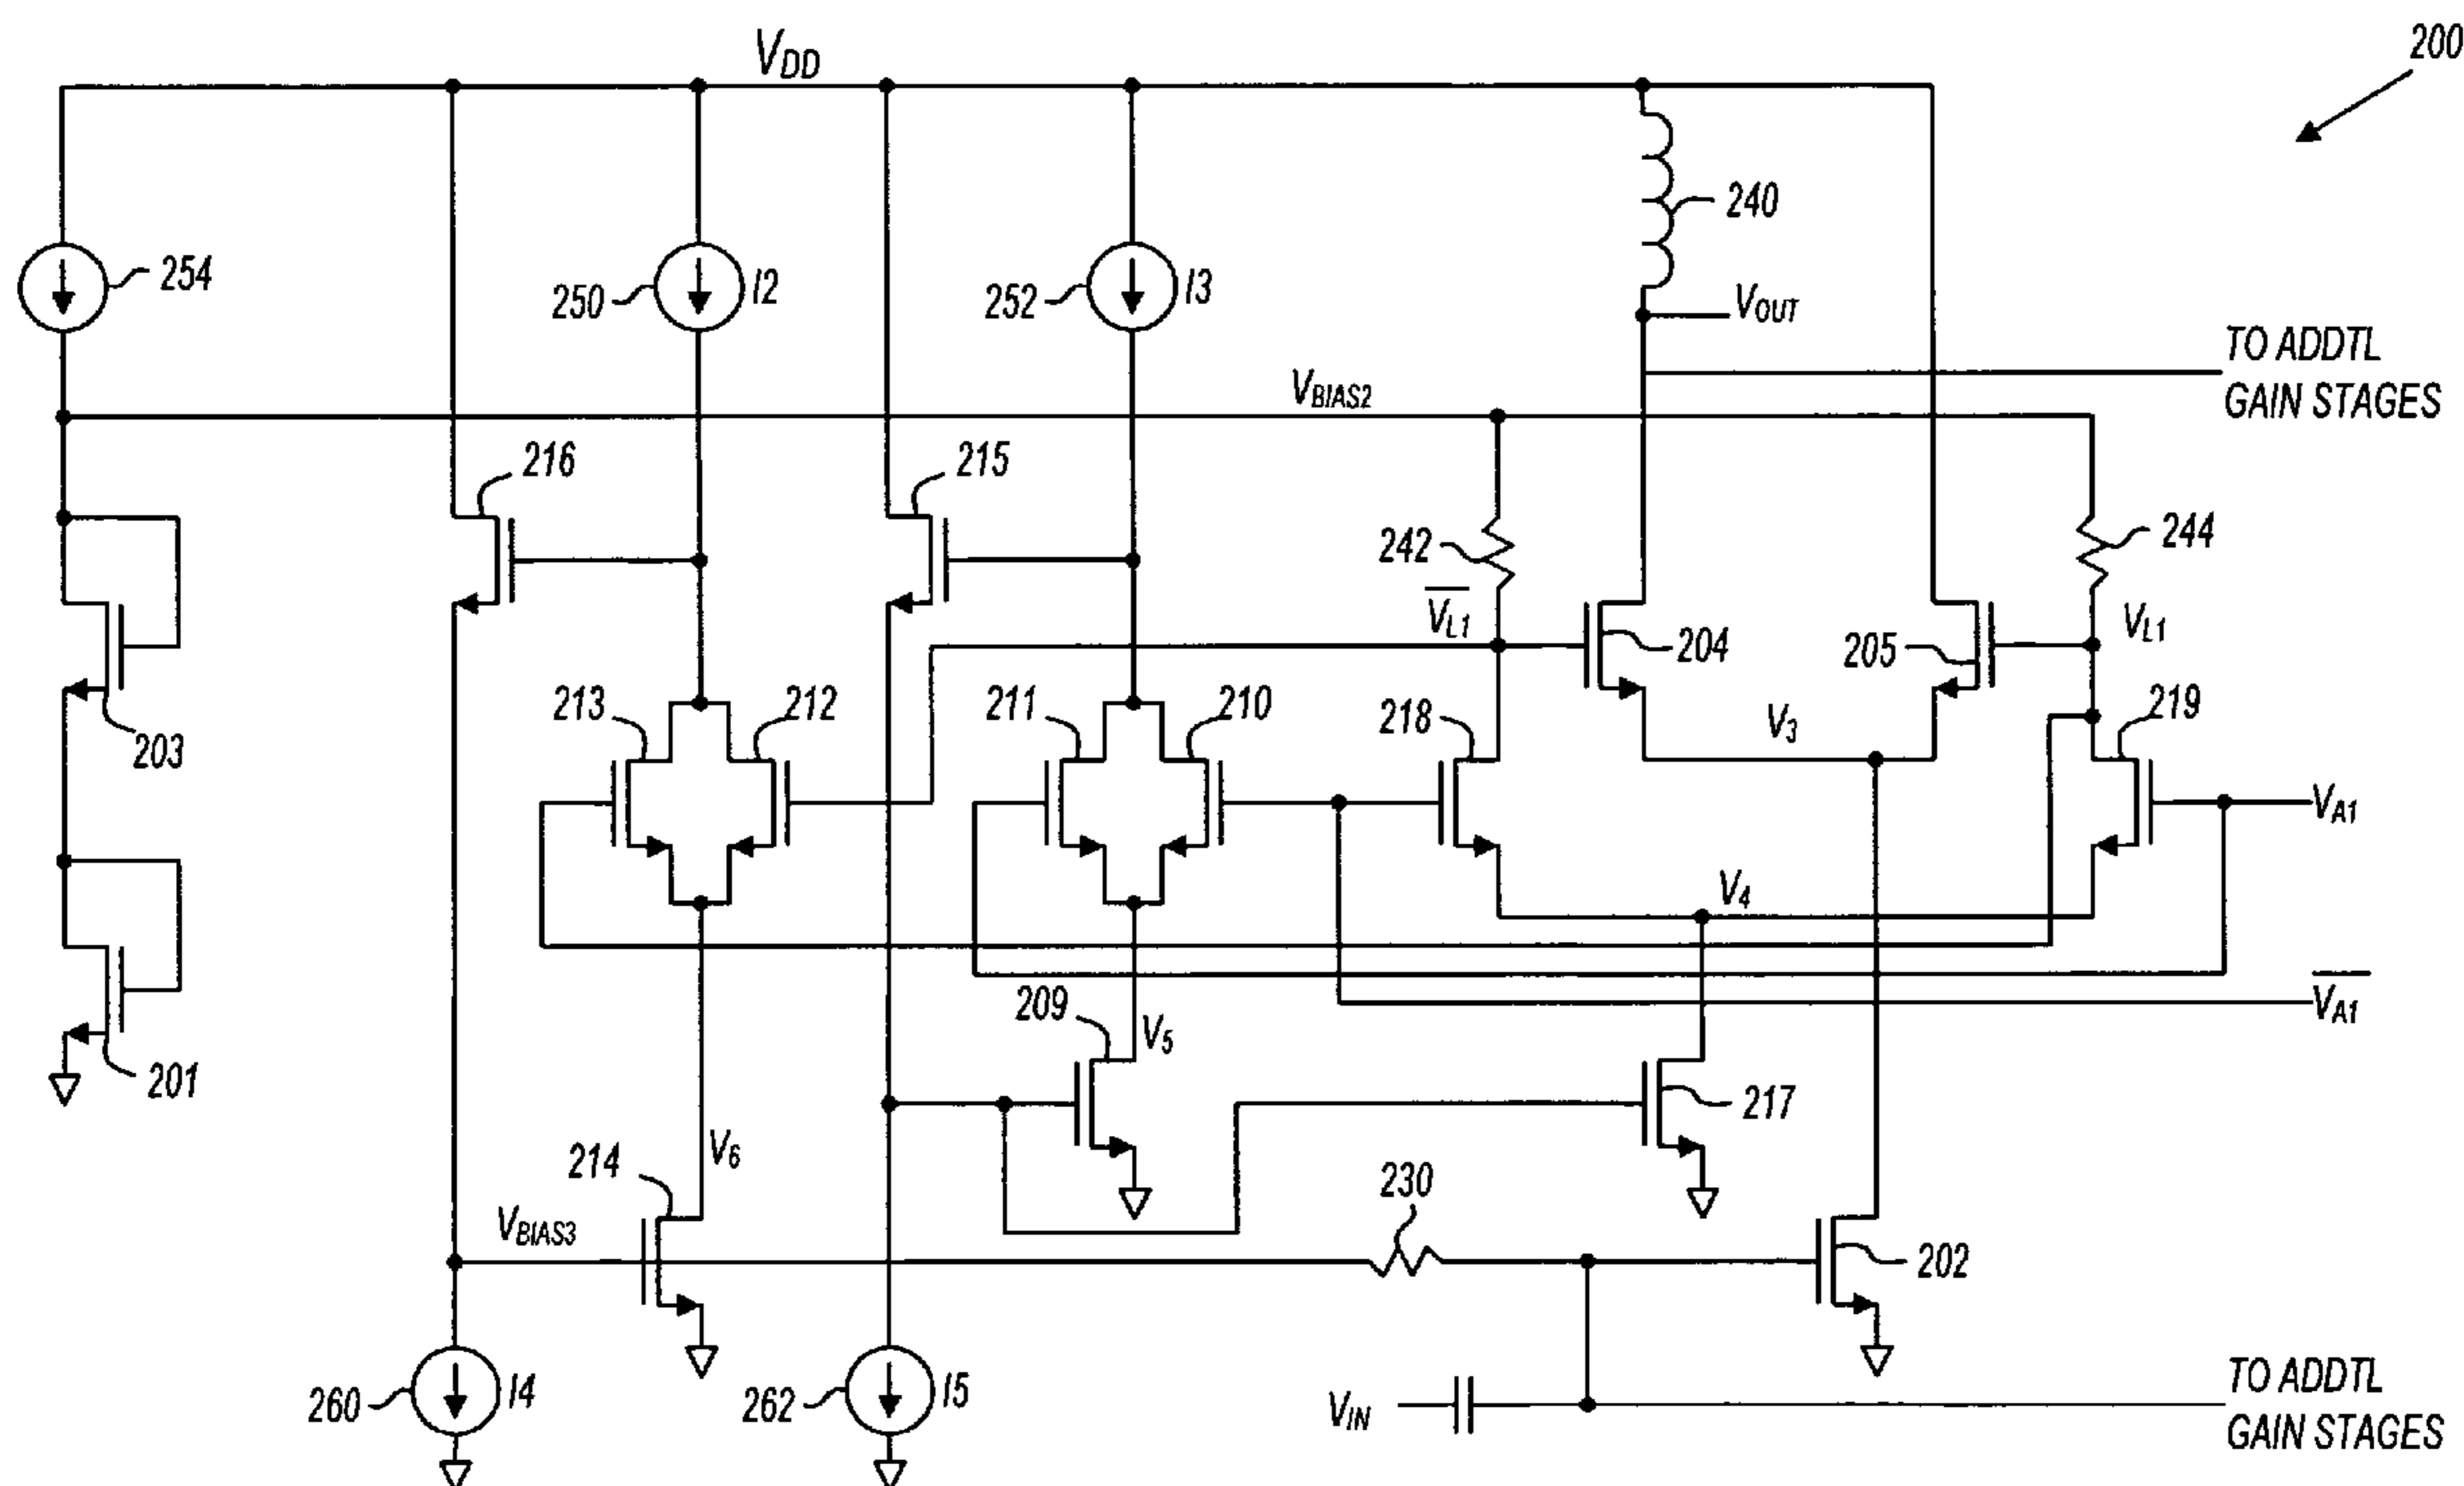 200
VDD
240
254
250
I2
252
I3
VOUT
TO ADDTL
GAIN STAGES
VBIAS2
216
215
242
244
V̅L1
VL1
204
205
213
212
211
210
218
V3
219
203
VA1
V4
V̅A1
209
V5
201
217
214
V6
230
VBIAS3
202
260
I4
262
I5
VIN
TO ADDTL
GAIN STAGES